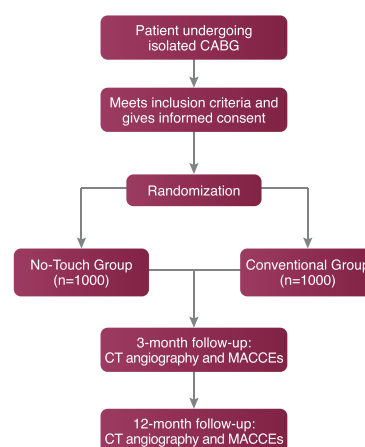 Patient undergoing
isolated CABG
Meets inclusion criteria and
gives informed consent
Randomization
No-Touch Group
(n=1000)
Conventional Group
(n=1000)
3-month follow-up:
CT angiography and MACCEs
12-month follow-up:
CT angiography and MACCEs